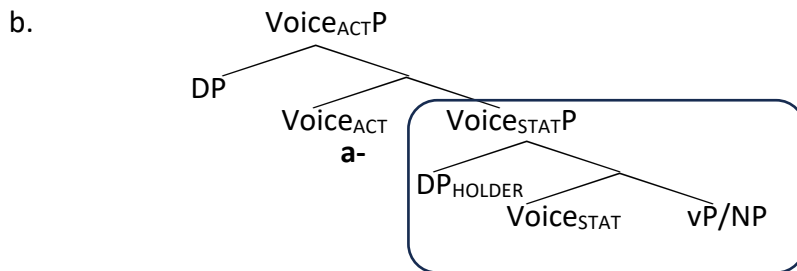 b. VoiceACTP
DP
VoiceACT VoiceSTATP
a-
DPHOLDER
VoiceSTAT vP/NP